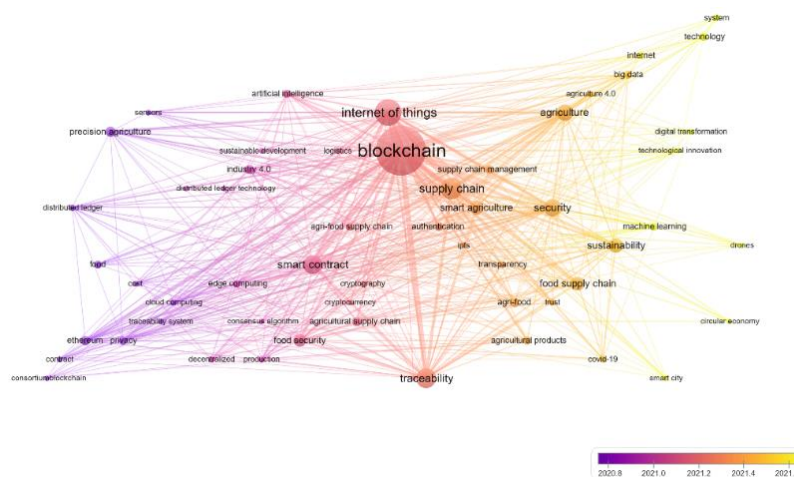 system
technology
internet
big data
artificial intelligence
agriculture 4.0
sensors
internet of things
agriculture
precision agriculture
digital transformation
sustainable development
logistics
blockchain
technological innovation
industry 4.0
supply chain management
distributed ledger technology
supply chain
distributed ledger
smart agriculture
security
agri-food supply chain
authentication
machine learning
ipfs
sustainability
drones
food
smart contract
transparency
cost
edge computing
cryptography
food supply chain
cloud computing
cryptocurrency
agri-food
trust
traceability system
consensus algorithm
agricultural supply chain
circular economy
ethereum
privacy
food security
agricultural products
contract
decentralized
production
covid-19
consortium blockchain
traceability
smart city
2020.8 2021.0 2021.2 2021.4 2021.